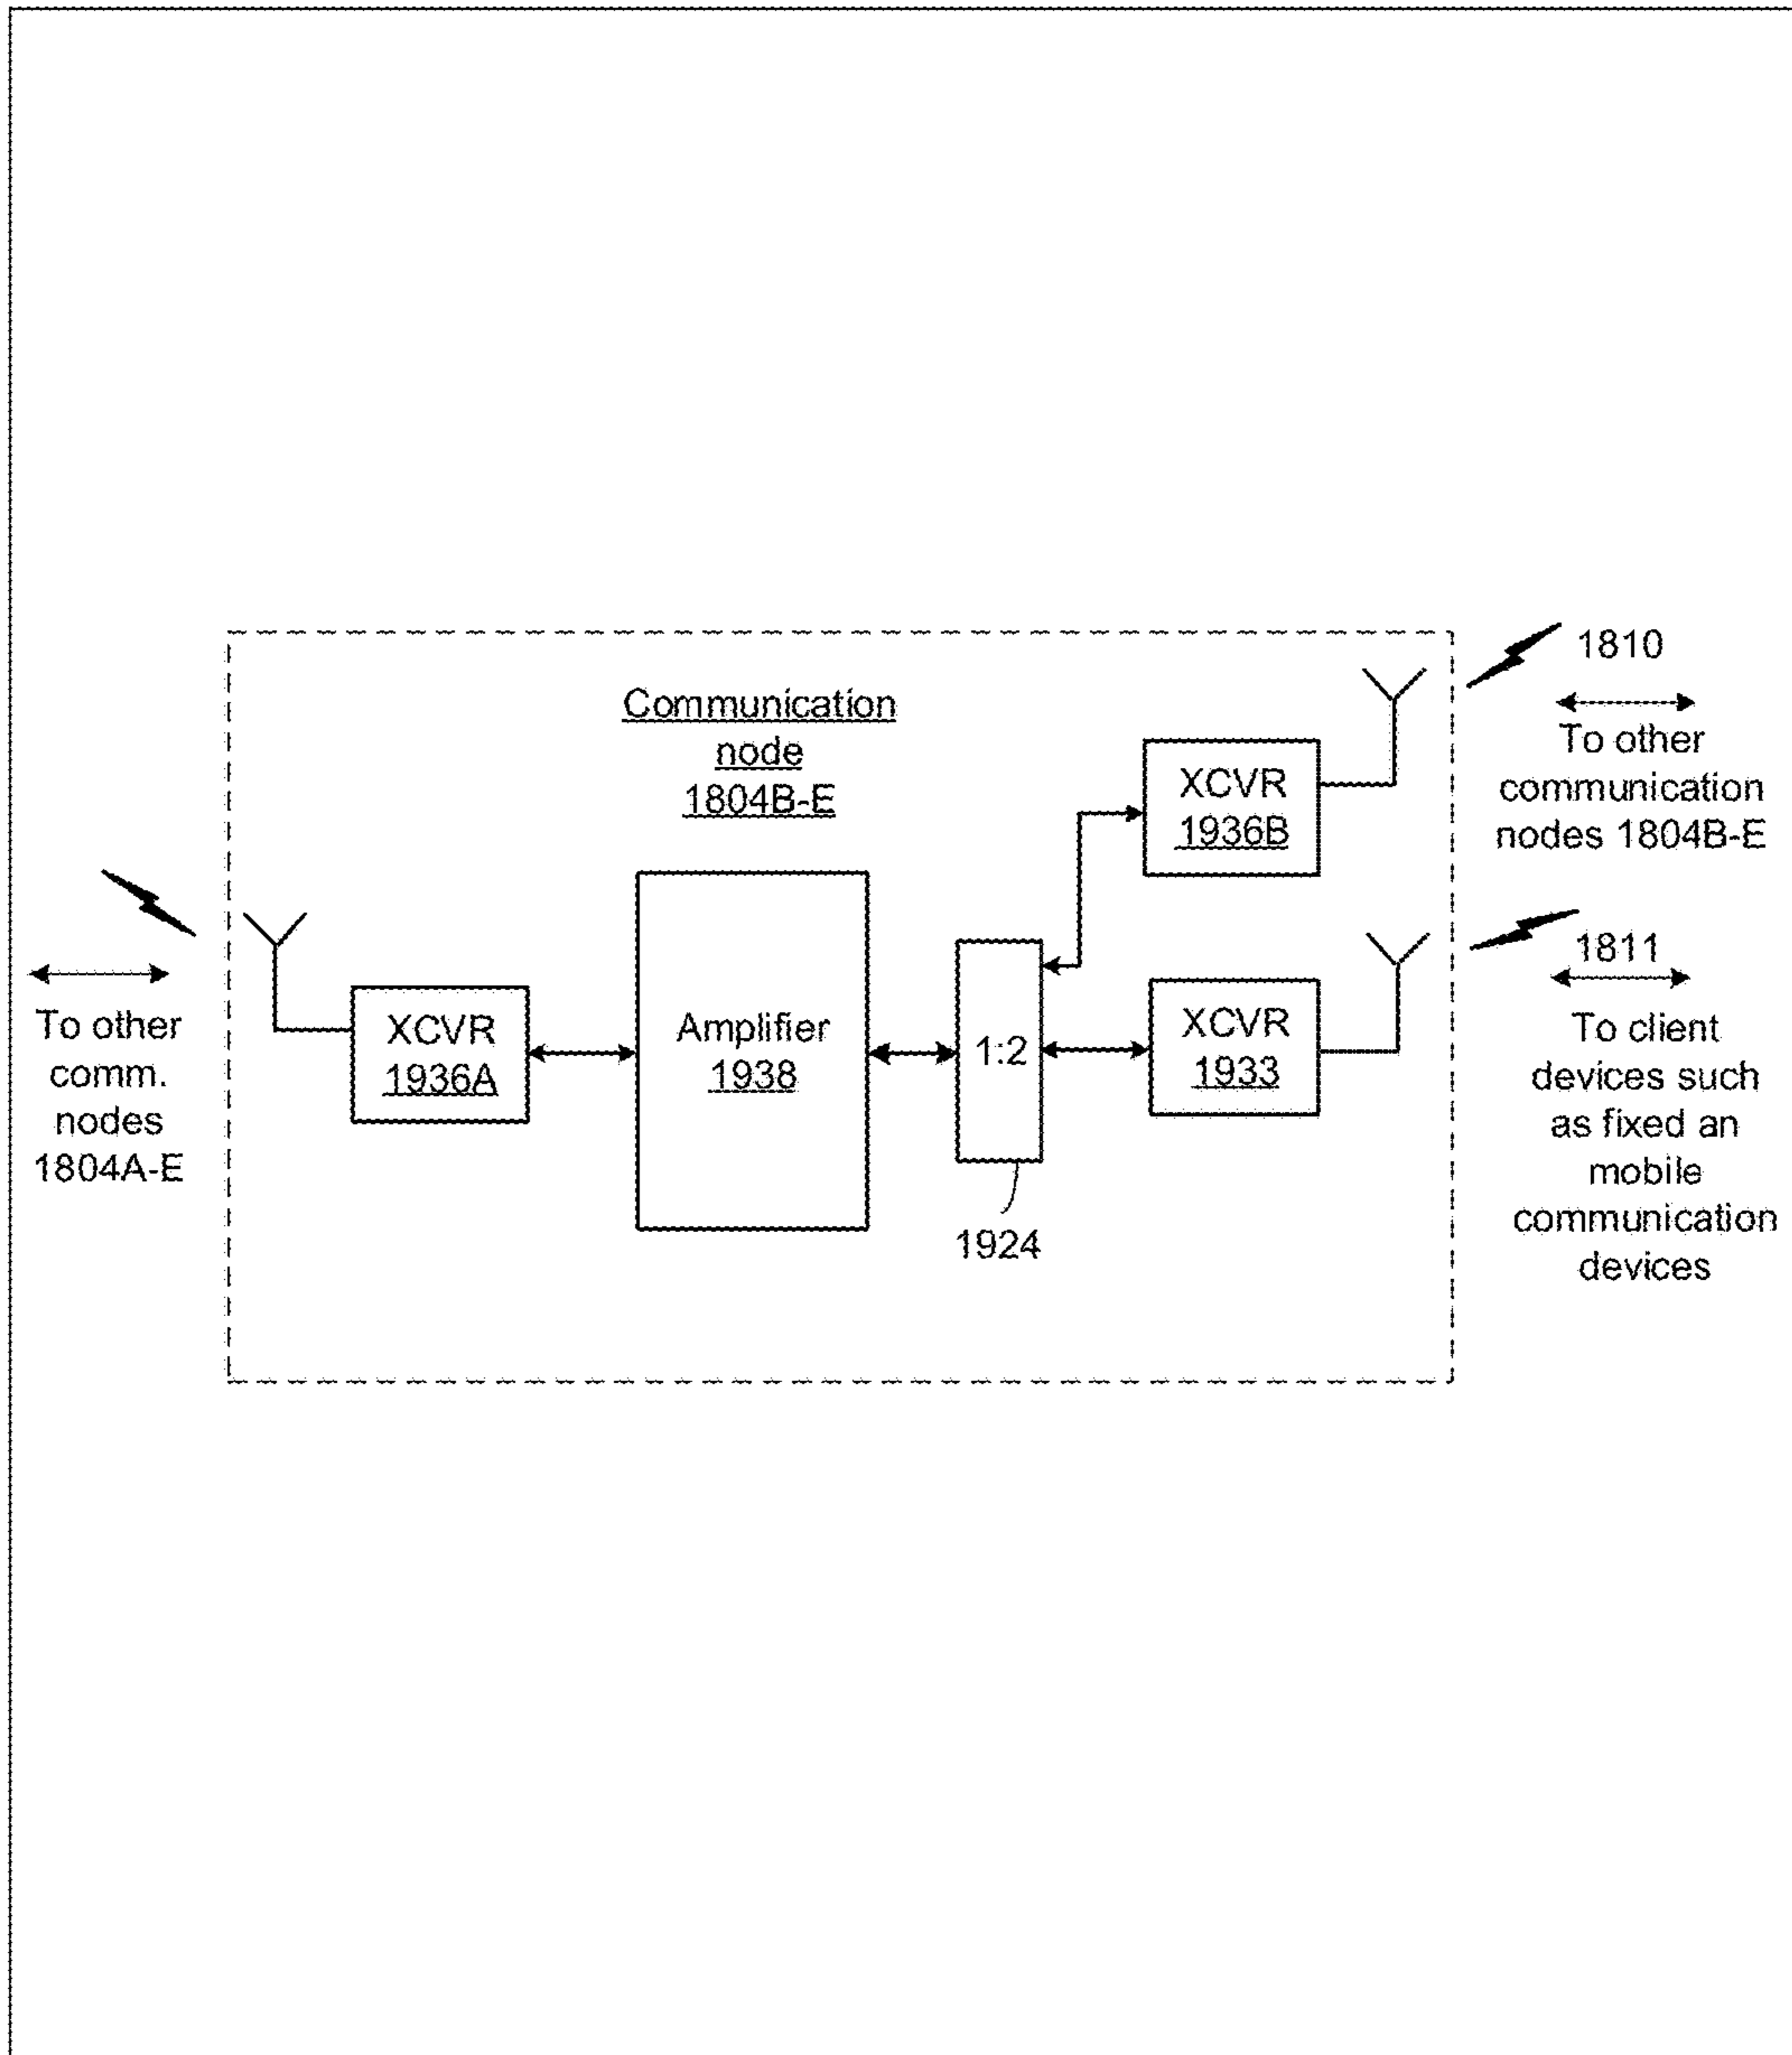 Communication
node
1804B-E
1810
To other
communication
nodes 1804B-E
XCVR
1936B
1811
To client
devices such
as fixed an
mobile
communication
devices
XCVR
1933
To other
comm.
nodes
1804A-E
XCVR
1936A
Amplifier
1938
1:2
1924